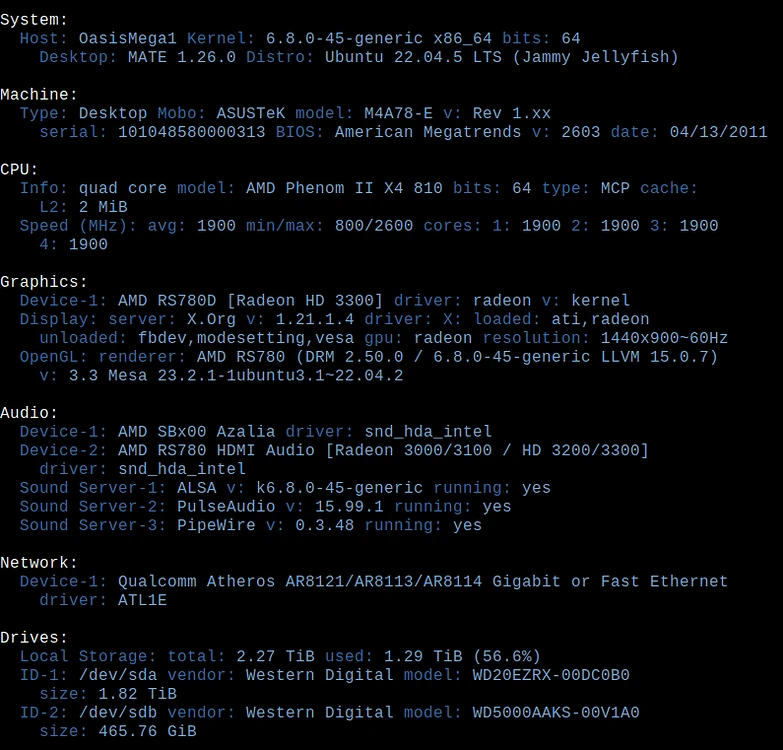 System:
Host: OasisMega1 Kernel: 6.8.0-45-generic x86_64 bits: 64
Desktop: MATE 1.26.0 Distro: Ubuntu 22.04.5 LTS (Jammy Jellyfish)
Machine:
Type: Desktop Mobo: ASUSTeK model: M4A78-E v: Rev 1.xx
serial: 101048580000313 BIOS: American Megatrends v: 2603 date: 04/13/2011
CPU:
Info: quad core model: AMD Phenom II X4 810 bits: 64 type: MCP cache:
L2: 2 MiB
Speed (MHz): avg: 1900 min/max: 800/2600 cores: 1: 1900 2: 1900 3: 1900
4: 1900
Graphics:
Device-1: AMD RS780D [Radeon HD 3300] driver: radeon v: kernel
Display: server: X.Org v: 1.21.1.4 driver: X: loaded: ati,radeon
unloaded: fbdev,modesetting,vesa gpu: radeon resolution: 1440x900~60Hz
OpenGL: renderer: AMD RS780 (DRM 2.50.0 / 6.8.0-45-generic LLVM 15.0.7)
v: 3.3 Mesa 23.2.1-1ubuntu3.1~22.04.2
Audio:
Device-1: AMD SBx00 Azalia driver: snd_hda_intel
Device-2: AMD RS780 HDMI Audio [Radeon 3000/3100 / HD 3200/3300]
driver: snd_hda_intel
Sound Server-1: ALSA v: k6.8.0-45-generic running: yes
Sound Server-2: PulseAudio v: 15.99.1 running: yes
Sound Server-3: PipeWire v: 0.3.48 running: yes
Network:
Device-1: Qualcomm Atheros AR8121/AR8113/AR8114 Gigabit or Fast Ethernet
driver: ATL1E
Drives:
Local Storage: total: 2.27 TiB used: 1.29 TiB (56.6%)
ID-1: /dev/sda vendor: Western Digital model: WD20EZRX-00DC0B0
size: 1.82 TiB
ID-2: /dev/sdb vendor: Western Digital model: WD5000AAKS-00V1A0
size: 465.76 GiB